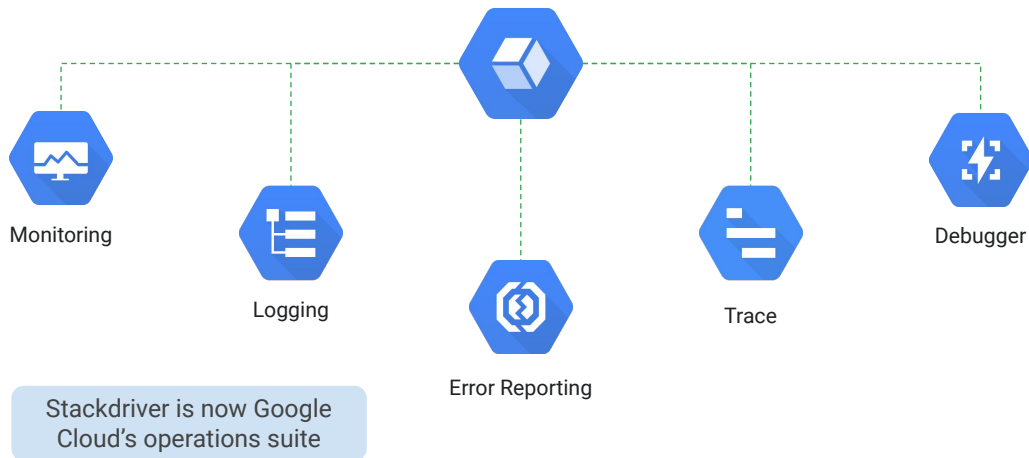 Monitoring
Logging
Error Reporting
Trace
Debugger
Stackdriver is now Google
Cloud’s operations suite